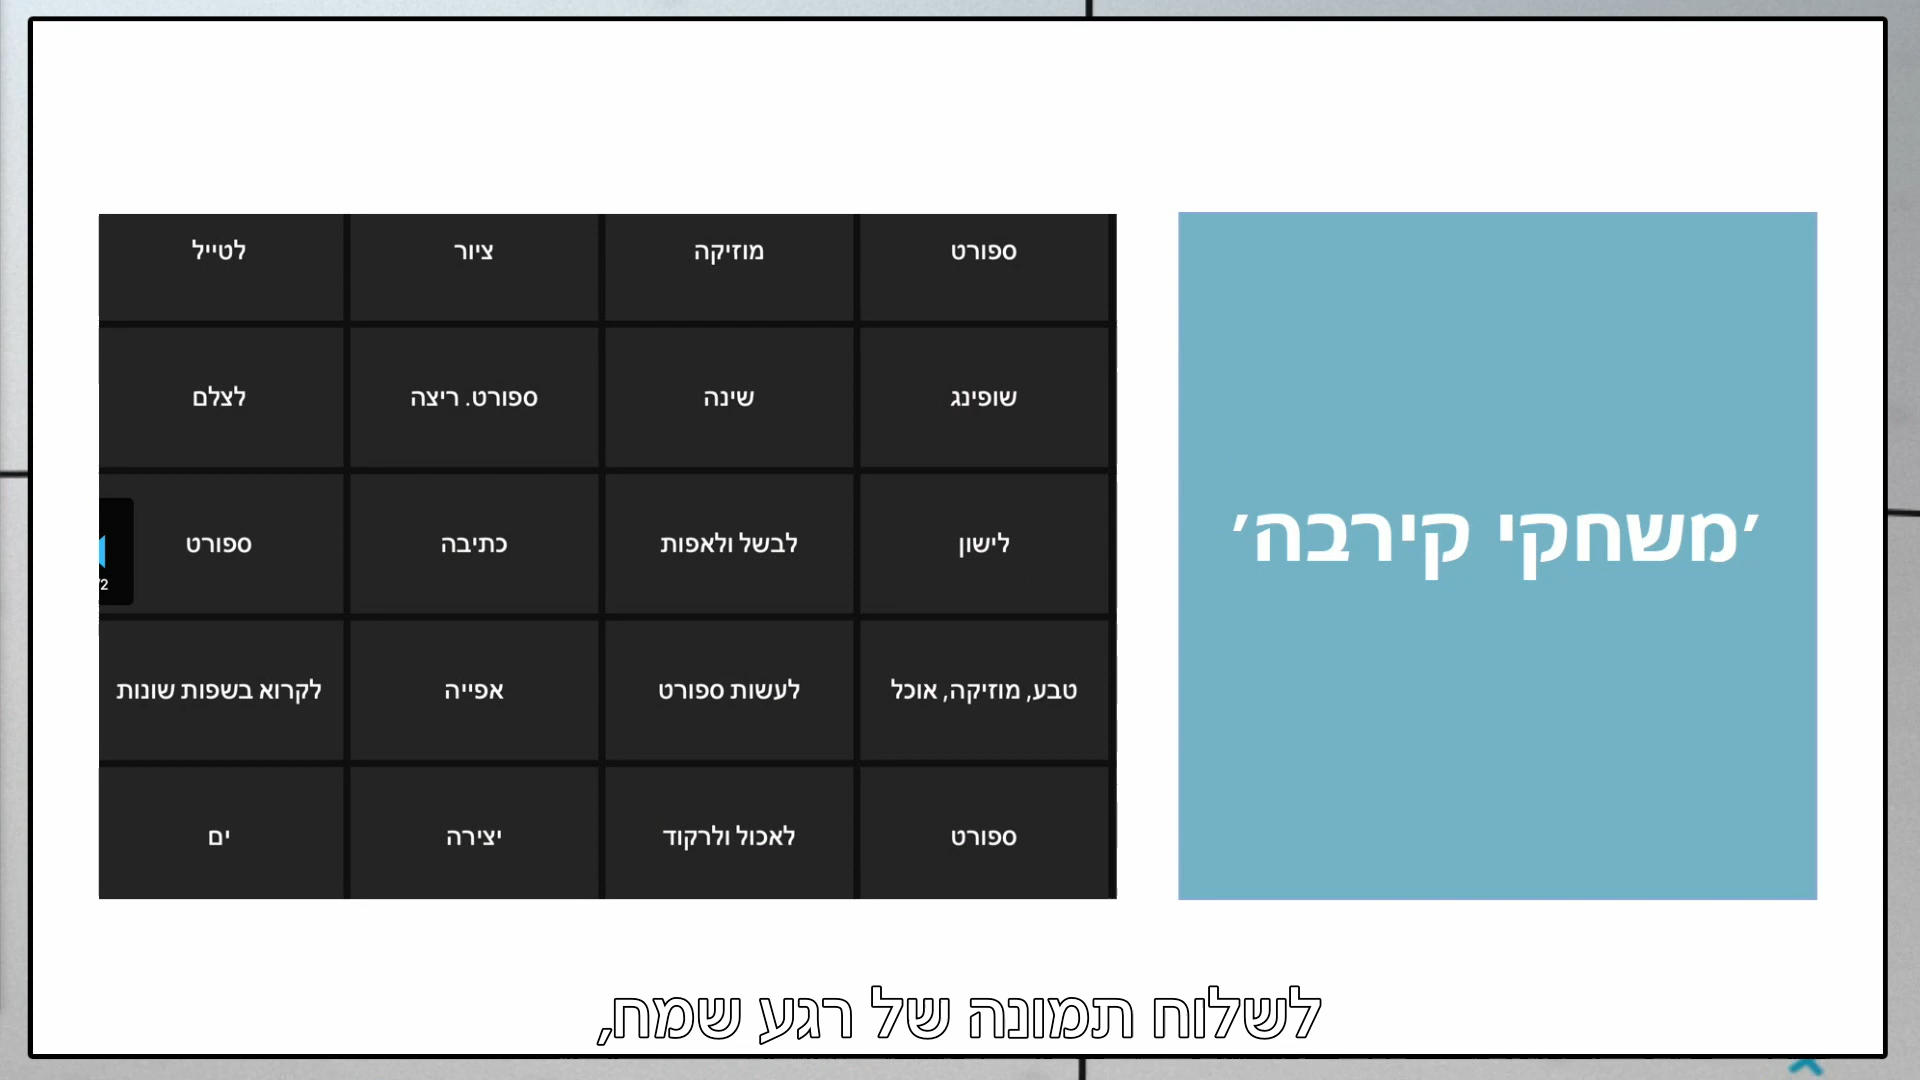 ׳משחקי קירבה׳
ספורט
מוזיקה
ציור
לטייל
שופינג
שינה
ספורט. ריצה
לצלם
לישון
לבשל ולאפות
כתיבה
ספורט
טבע, מוזיקה, אוכל
לעשות ספורט
אפייה
לקרוא בשפות שונות
ספורט
לאכול ולרקוד
יצירה
ים
לשלוח תמונה של רגע שמח,